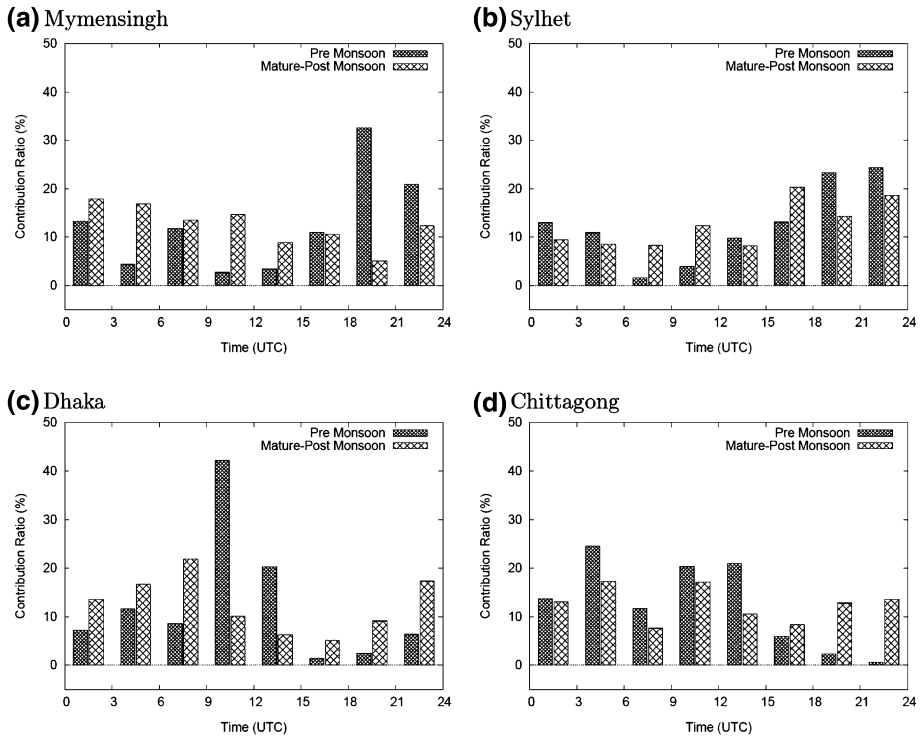 (a) Mymensingh
50
40
30
20
10
0
Contribution Ratio (%)
Pre Monsoon
Mature-Post Monsoon
0 3 6 9 12 15 18 21 24
Time (UTC)
(b) Sylhet
50
40
30
20
10
0
Contribution Ratio (%)
Pre Monsoon
Mature-Post Monsoon
0 3 6 9 12 15 18 21 24
Time (UTC)
(c) Dhaka
50
40
30
20
10
0
Contribution Ratio (%)
Pre Monsoon
Mature-Post Monsoon
0 3 6 9 12 15 18 21 24
Time (UTC)
(d) Chittagong
50
40
30
20
10
0
Contribution Ratio (%)
Pre Monsoon
Mature-Post Monsoon
0 3 6 9 12 15 18 21 24
Time (UTC)